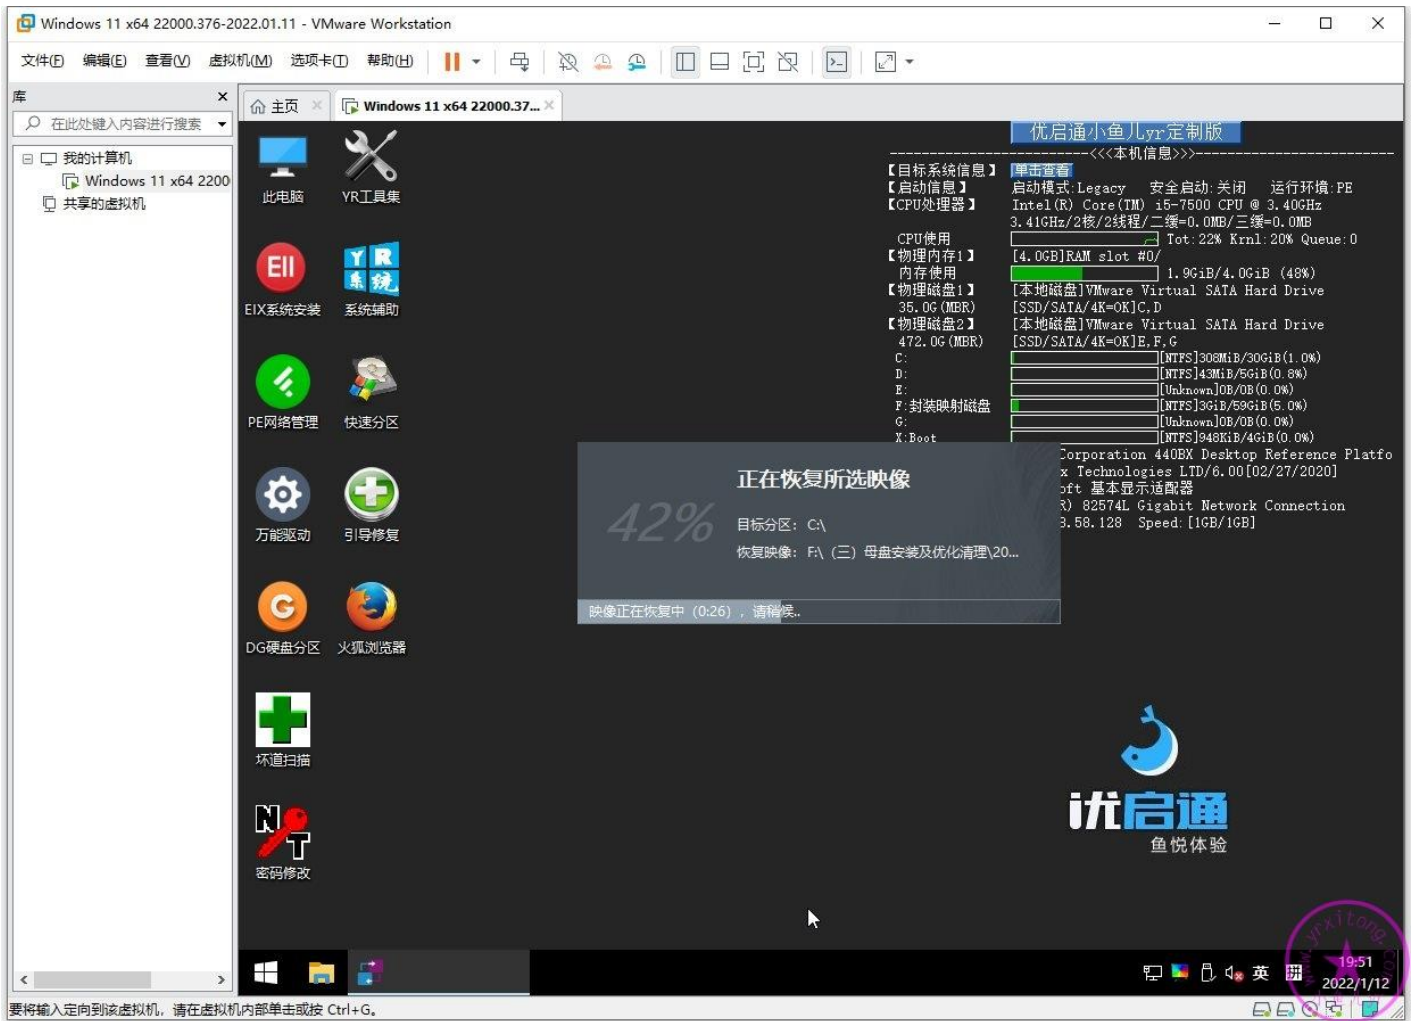 Windows 11 x64 22000.376-2022.01.11 - VMware Workstation
文件(F) 编辑(E) 查看(V) 虚拟机(M) 选项卡(T) 帮助(H)
库
在此处键入内容进行搜索
我的计算机
Windows 11 x64 2200
共享的虚拟机
主页
Windows 11 x64 22000.37...
此电脑
YR工具集
EII
EIX系统安装
YR
系统
系统辅助
PE网络管理
快速分区
万能驱动
引导修复
DG硬盘分区
火狐浏览器
坏道扫描
NT
密码修改
优启通小鱼儿yr定制版
-------------------------<<<本机信息>>>-------------------------
【目标系统信息】 单击查看
【启动信息】 启动模式:Legacy 安全启动:关闭 运行环境:PE
【CPU处理器】 Intel(R) Core(TM) i5-7500 CPU @ 3.40GHz
3.41GHz/2核/2线程/二缓=0.0MB/三缓=0.0MB
CPU使用 Tot:22% Krnl:20% Queue:0
【物理内存1】 [4.0GB]RAM slot #0/
内存使用 1.9GiB/4.0GiB (48%)
【物理磁盘1】 [本地磁盘]VMware Virtual SATA Hard Drive
35.0G(MBR) [SSD/SATA/4K=OK]C,D
【物理磁盘2】 [本地磁盘]VMware Virtual SATA Hard Drive
472.0G(MBR) [SSD/SATA/4K=OK]E,F,G
C: [NTFS]308MiB/30GiB(1.0%)
D: [NTFS]43MiB/5GiB(0.8%)
E: [Unknown]0B/0B(0.0%)
F:封装映射磁盘 [NTFS]3GiB/59GiB(5.0%)
G: [Unknown]0B/0B(0.0%)
X:Boot [NTFS]948KiB/4GiB(0.0%)
Corporation 440BX Desktop Reference Platfo
x Technologies LTD/6.00[02/27/2020]
oft 基本显示适配器
R) 82574L Gigabit Network Connection
.58.128 Speed:[1GB/1GB]
正在恢复所选映像
42%
目标分区: C:\
恢复映像: F:\（三）母盘安装及优化清理\20...
映像正在恢复中 (0:26) , 请稍候..
优启通
鱼悦体验
英
拼
19:51
2022/1/12
www.yrxitong.com
要将输入定向到该虚拟机，请在虚拟机内部单击或按 Ctrl+G。